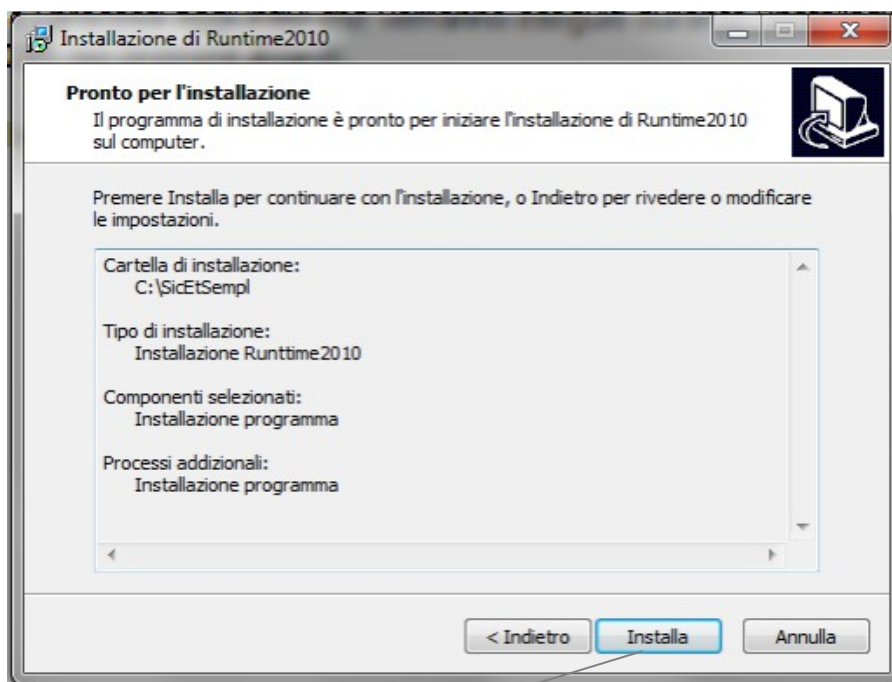 Installazione di Runtime2010
Pronto per l'installazione
Il programma di installazione è pronto per iniziare l'installazione di Runtime2010
sul computer.
Premere Installa per continuare con l'installazione, o Indietro per rivedere o modificare
le impostazioni.
Cartella di installazione:
C:\SicEtSempl
Tipo di installazione:
Installazione Runttime2010
Componenti selezionati:
Installazione programma
Processi addizionali:
Installazione programma
< Indietro Installa Annulla